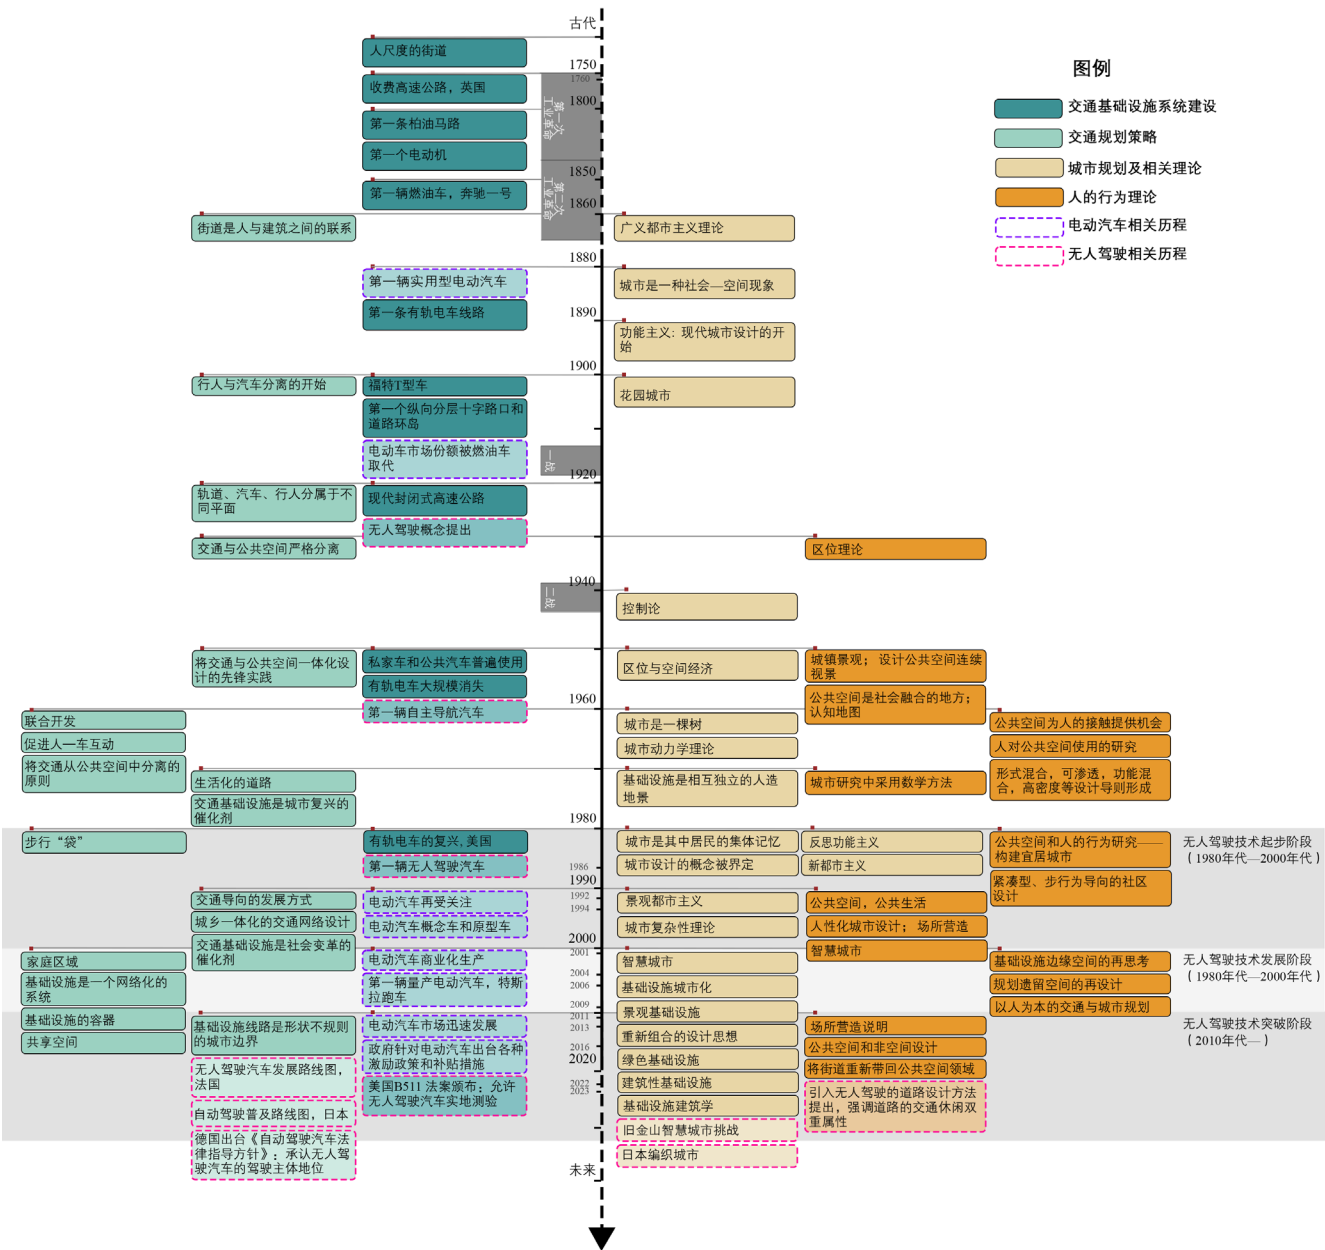 古代
人尺度的街道
1750
图例
收费高速公路，英国
1760
第一次
工业革命
1800
交通基础设施系统建设
第一条柏油马路
交通规划策略
第一个电动机
城市规划及相关理论
1850
第一辆燃油车，奔驰一号
第二次
工业革命
人的行为理论
1860
街道是人与建筑之间的联系
广义都市主义理论
电动汽车相关历程
无人驾驶相关历程
1880
第一辆实用型电动汽车
城市是一种社会—空间现象
第一条有轨电车线路
1890
功能主义：现代城市设计的开
始
1900
行人与汽车分离的开始
福特T型车
花园城市
第一个纵向分层十字路口和
道路环岛
电动车市场份额被燃油车
取代
一战
1920
轨道、汽车、行人分属于不
同平面
现代封闭式高速公路
无人驾驶概念提出
交通与公共空间严格分离
区位理论
1940
二战
控制论
将交通与公共空间一体化设
计的先锋实践
私家车和公共汽车普遍使用
区位与空间经济
城镇景观；设计公共空间连续
视景
有轨电车大规模消失
公共空间是社会融合的地方；
认知地图
1960
第一辆自主导航汽车
联合开发
城市是一棵树
公共空间为人的接触提供机会
促进人—车互动
城市动力学理论
人对公共空间使用的研究
将交通从公共空间中分离的
原则
生活化的道路
基础设施是相互独立的人造
地景
城市研究中采用数学方法
形式混合，可渗透，功能混
合，高密度等设计导则形成
交通基础设施是城市复兴的
催化剂
1980
步行“袋”
有轨电车的复兴, 美国
城市是其中居民的集体记忆
反思功能主义
公共空间和人的行为研究——
构建宜居城市
无人驾驶技术起步阶段
（1980年代—2000年代）
第一辆无人驾驶汽车
1986
城市设计的概念被界定
新都市主义
紧凑型、步行为导向的社区
设计
1990
交通导向的发展方式
电动汽车再受关注
1992
景观都市主义
公共空间，公共生活
1994
城乡一体化的交通网络设计
电动汽车概念车和原型车
城市复杂性理论
人性化城市设计；场所营造
交通基础设施是社会变革的
催化剂
2000
智慧城市
2001
家庭区域
电动汽车商业化生产
智慧城市
基础设施边缘空间的再思考
无人驾驶技术发展阶段
（1980年代—2000年代）
2004
基础设施是一个网络化的
系统
第一辆量产电动汽车，特斯
拉跑车
2006
基础设施城市化
规划遗留空间的再设计
2009
景观基础设施
以人为本的交通与城市规划
2011
基础设施的容器
基础设施线路是形状不规则
的城市边界
电动汽车市场迅速发展
2013
重新组合的设计思想
场所营造说明
无人驾驶技术突破阶段
（2010年代—）
共享空间
政府针对电动汽车出台各种
激励政策和补贴措施
2016
公共空间和非空间设计
2020
绿色基础设施
将街道重新带回公共空间领域
无人驾驶汽车发展路线图，
法国
美国B511 法案颁布：允许
无人驾驶汽车实地测验
2022
2023
建筑性基础设施
引入无人驾驶的道路设计方法
提出，强调道路的交通休闲双
重属性
自动驾驶普及路线图，日本
基础设施建筑学
德国出台《自动驾驶汽车法
律指导方针》：承认无人驾
驶汽车的驾驶主体地位
旧金山智慧城市挑战
日本编织城市
未来